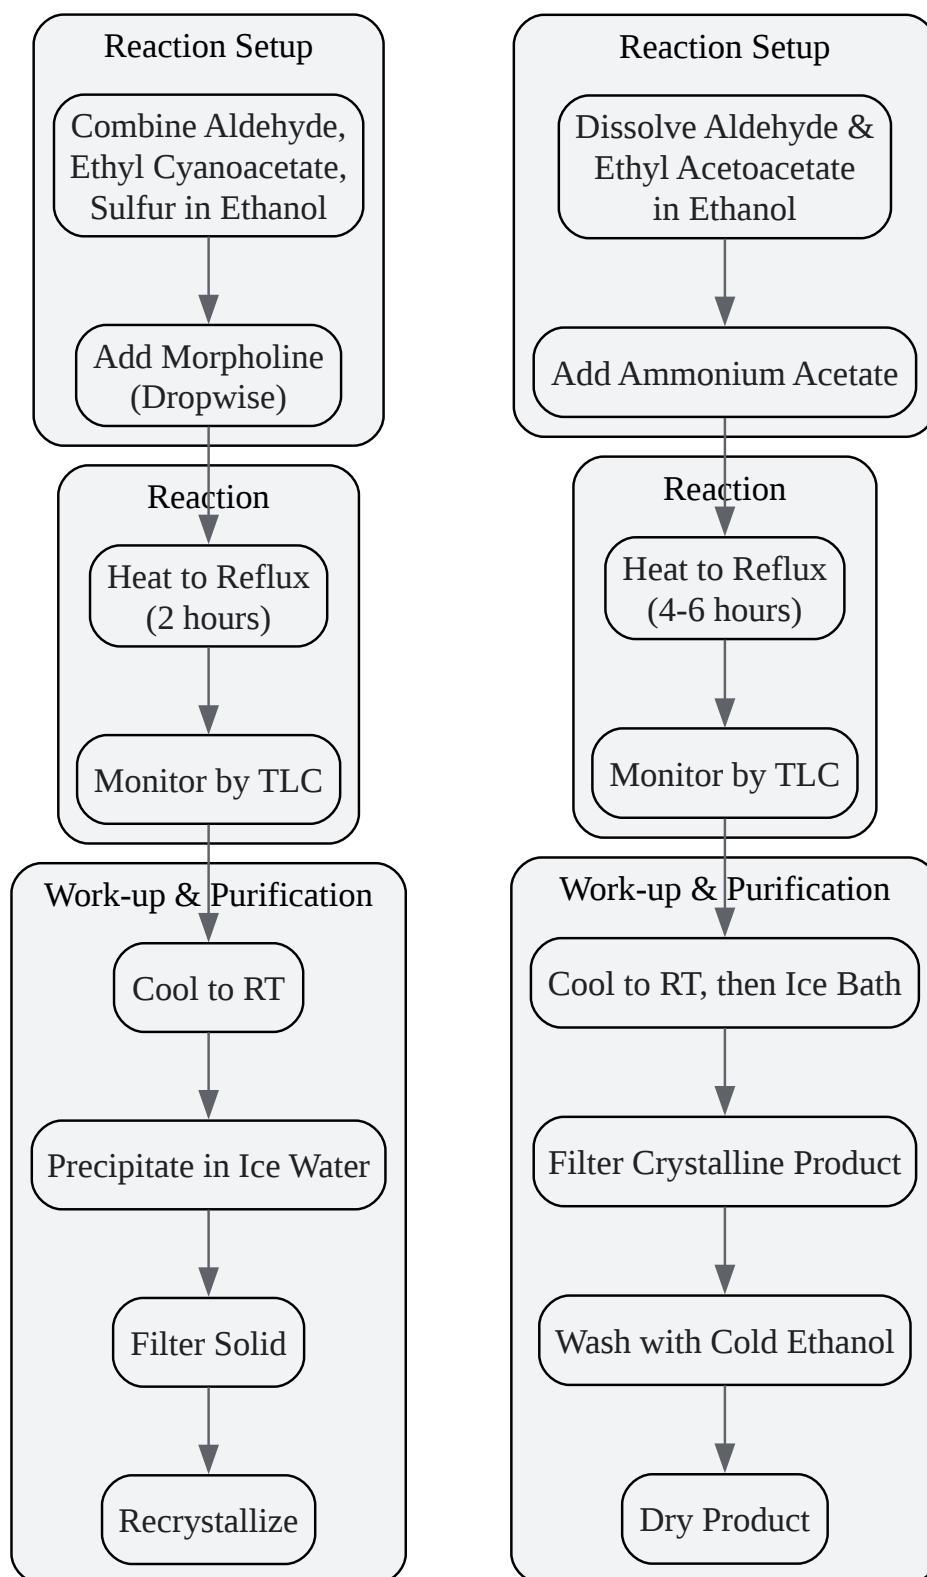 Reaction Setup
Combine Aldehyde,
Ethyl Cyanoacetate,
Sulfur in Ethanol
Add Morpholine
(Dropwise)
Reaction
Heat to Reflux
(2 hours)
Monitor by TLC
Work-up & Purification
Cool to RT
Precipitate in Ice Water
Filter Solid
Recrystallize
Reaction Setup
Dissolve Aldehyde &
Ethyl Acetoacetate
in Ethanol
Add Ammonium Acetate
Reaction
Heat to Reflux
(4-6 hours)
Monitor by TLC
Work-up & Purification
Cool to RT, then Ice Bath
Filter Crystalline Product
Wash with Cold Ethanol
Dry Product